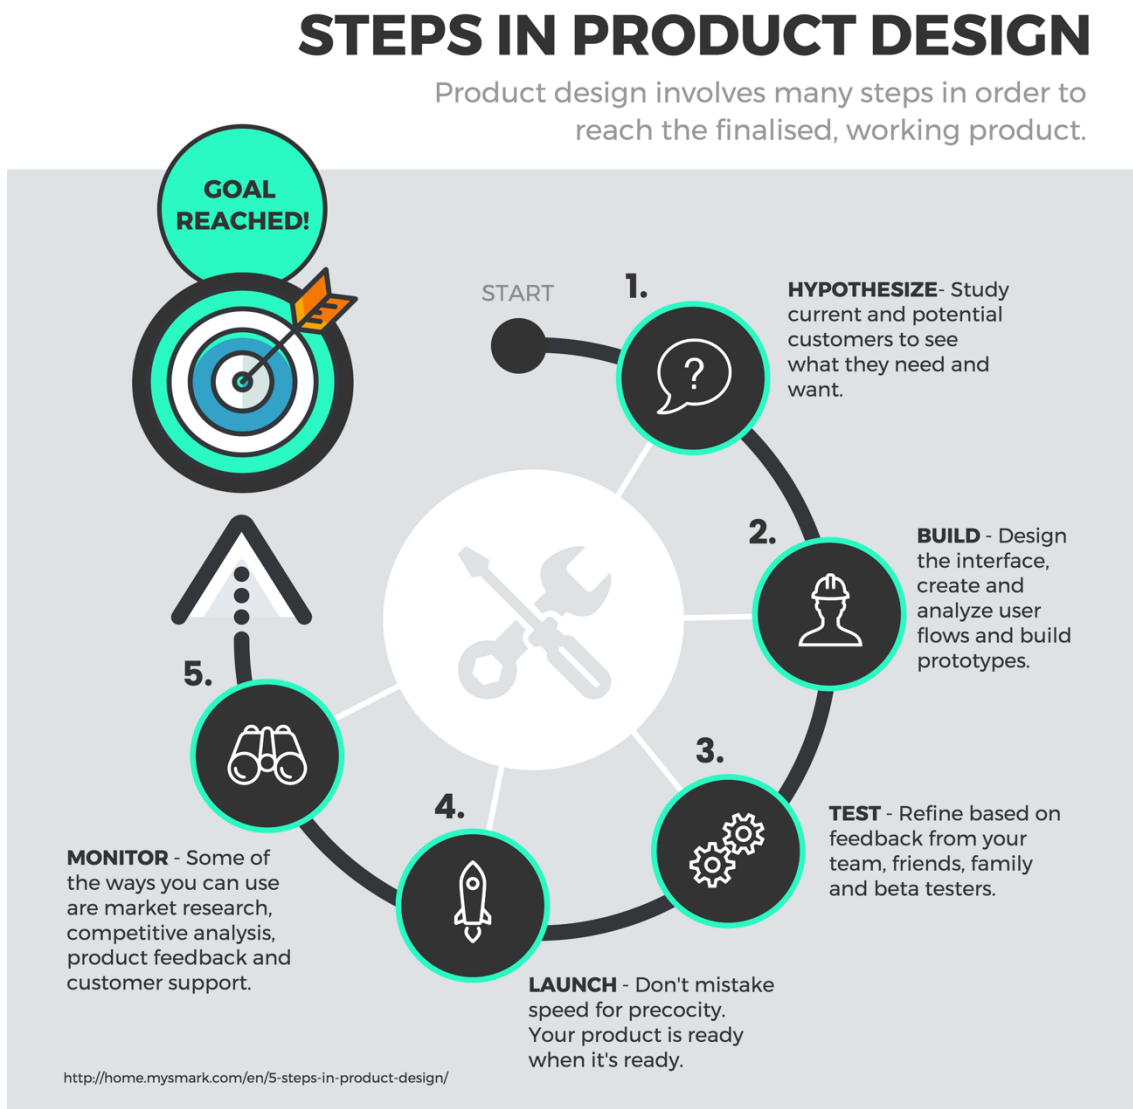 STEPS IN PRODUCT DESIGN
Product design involves many steps in order to
reach the finalised, working product.
GOAL
REACHED!
START
1.
HYPOTHESIZE- Study
current and potential
customers to see
what they need and
want.
?
2.
BUILD - Design
the interface,
create and
analyze user
flows and build
prototypes.
3.
TEST - Refine based on
feedback from your
team, friends, family
and beta testers.
4.
LAUNCH - Don't mistake
speed for precocity.
Your product is ready
when it's ready.
5.
MONITOR - Some of
the ways you can use
are market research,
competitive analysis,
product feedback and
customer support.
http://home.mysmark.com/en/5-steps-in-product-design/